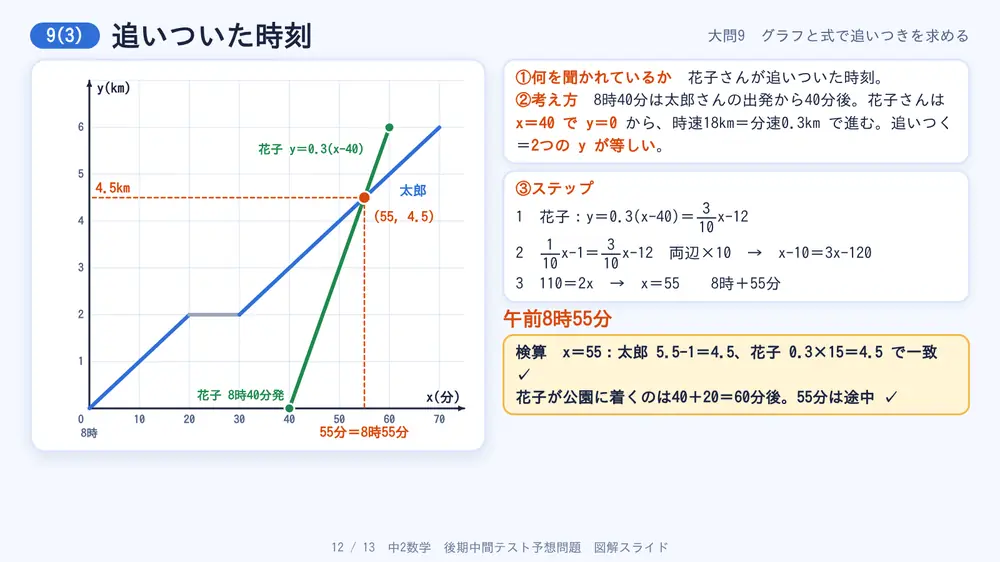 9(3) 追いついた時刻
大問9 グラフと式で追いつきを求める
y(km)
6
5
4
3
2
1
0
8時
10
20
30
40
50
60
70
x(分)
花子 y＝0.3(x-40)
4.5km
太郎
(55, 4.5)
花子 8時40分発
55分＝8時55分
①何を聞かれているか 花子さんが追いついた時刻。
②考え方 8時40分は太郎さんの出発から40分後。花子さんは
x＝40 で y＝0 から、時速18km＝分速0.3km で進む。追いつく
＝2つの y が等しい。
③ステップ
1 花子：y＝0.3(x-40)＝3/10x-12
2 1/10x-1＝3/10x-12 両辺×10 → x-10＝3x-120
3 110＝2x → x＝55 8時＋55分
午前8時55分
検算 x＝55：太郎 5.5-1＝4.5、花子 0.3×15＝4.5 で一致
✓
花子が公園に着くのは40＋20＝60分後。55分は途中 ✓
12 / 13 中2数学 後期中間テスト予想問題 図解スライド